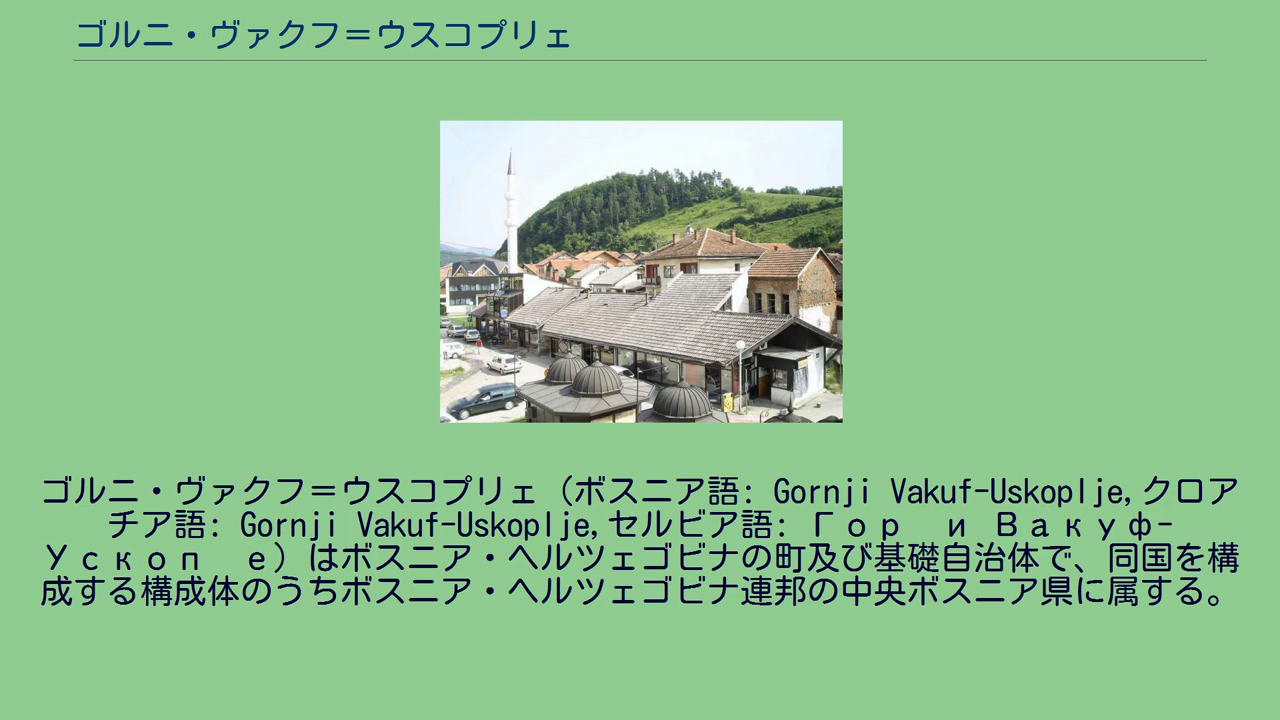 ゴルニ・ヴァクフ＝ウスコプリェ
ゴルニ・ヴァクフ＝ウスコプリェ（ボスニア語: Gornji Vakuf-Uskoplje,クロア
チア語: Gornji Vakuf-Uskoplje,セルビア語: Гор　и Вакуф-
Ускоп　е）はボスニア・ヘルツェゴビナの町及び基礎自治体で、同国を構
成する構成体のうちボスニア・ヘルツェゴビナ連邦の中央ボスニア県に属する。